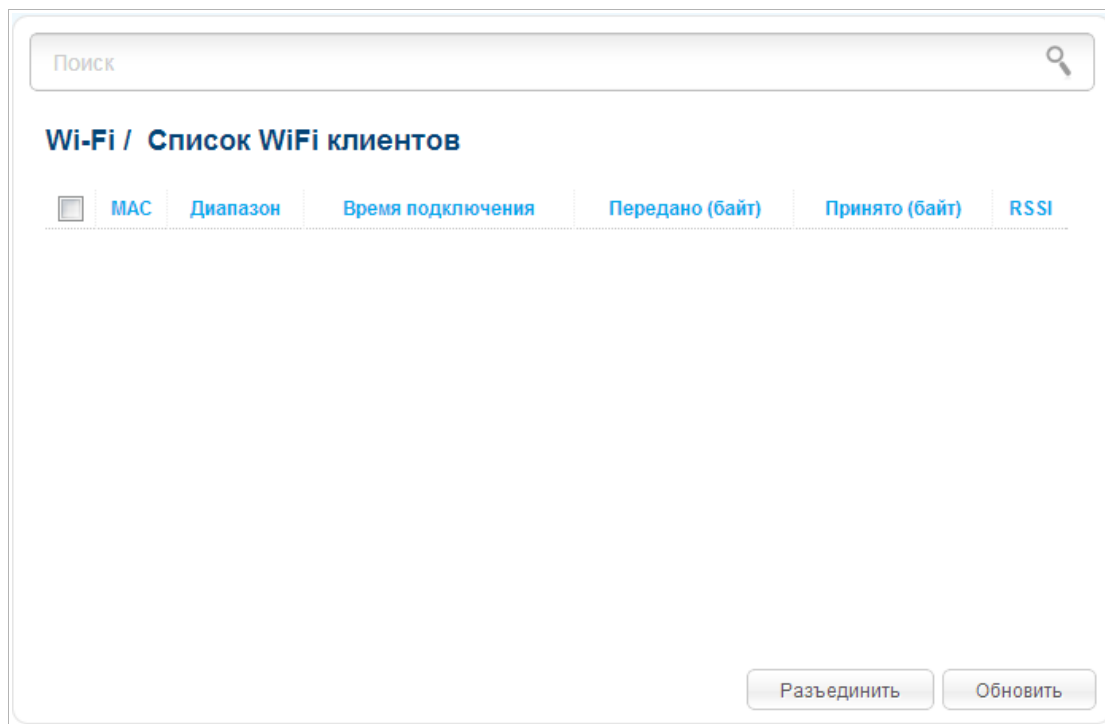 Поиск
Wi-Fi / Список WiFi клиентов
MAC Диапазон Время подключения Передано (байт) Принято (байт) RSSI
Разъединить Обновить